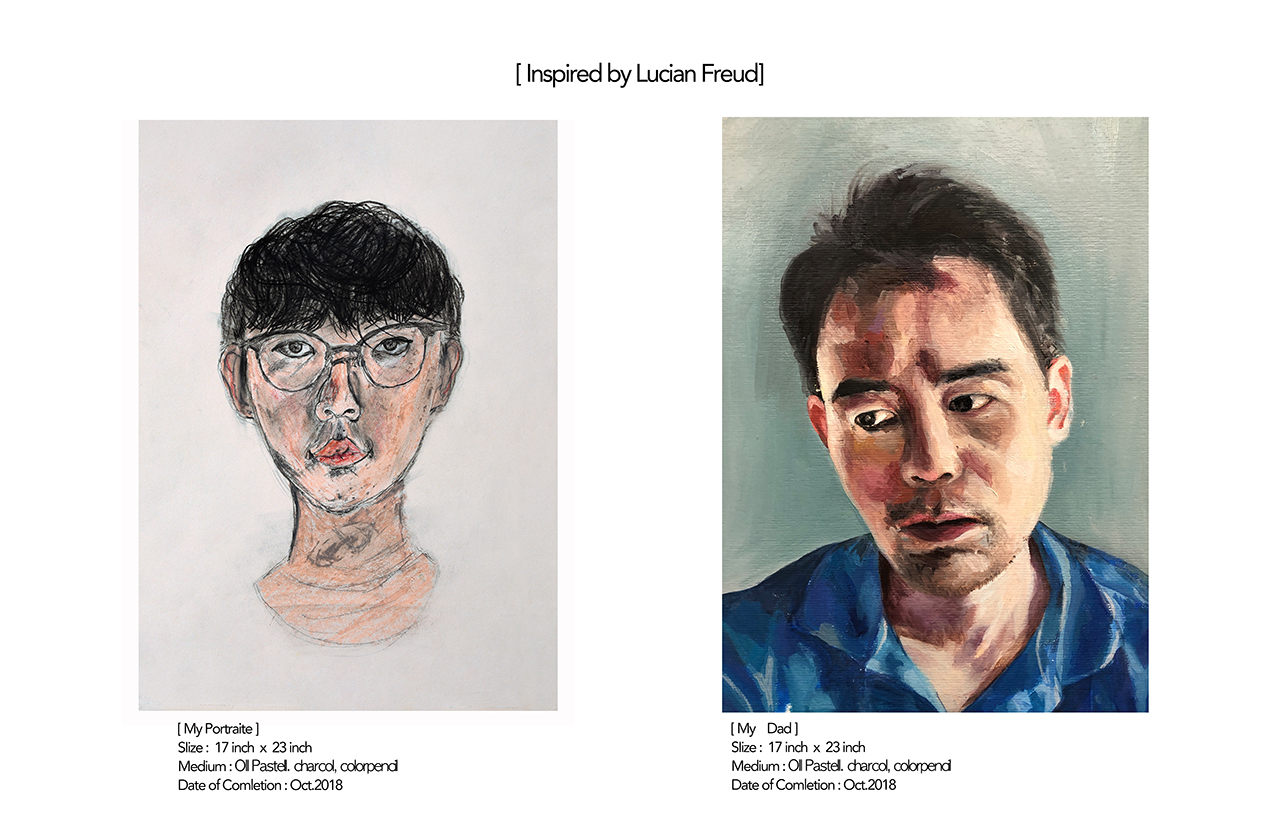 [ Inspired by Lucian Freud]
[ My Portraite ]
Slize : 17 inch x 23 inch
Medium : Oll Pastell. charcol, colorpencil
Date of Comletion : Oct.2018
[ My Dad ]
Slize : 17 inch x 23 inch
Medium : Oll Pastell. charcol, colorpencil
Date of Comletion : Oct.2018